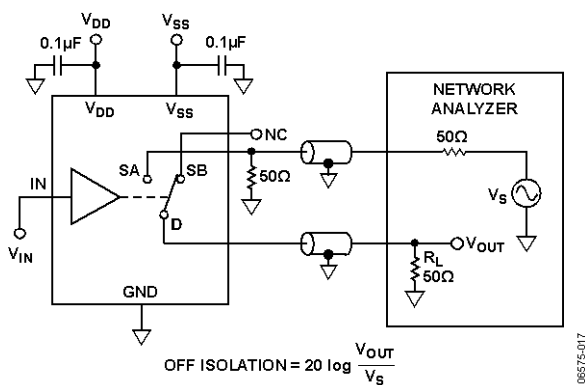 VDD
VSS
0.1µF
0.1µF
VDD
VSS
NETWORK
ANALYZER
NC
50Ω
SA
SB
50Ω
IN
VS
D
VOUT
VIN
RL
50Ω
GND
OFF ISOLATION = 20 log VOUT
VS
06575-017